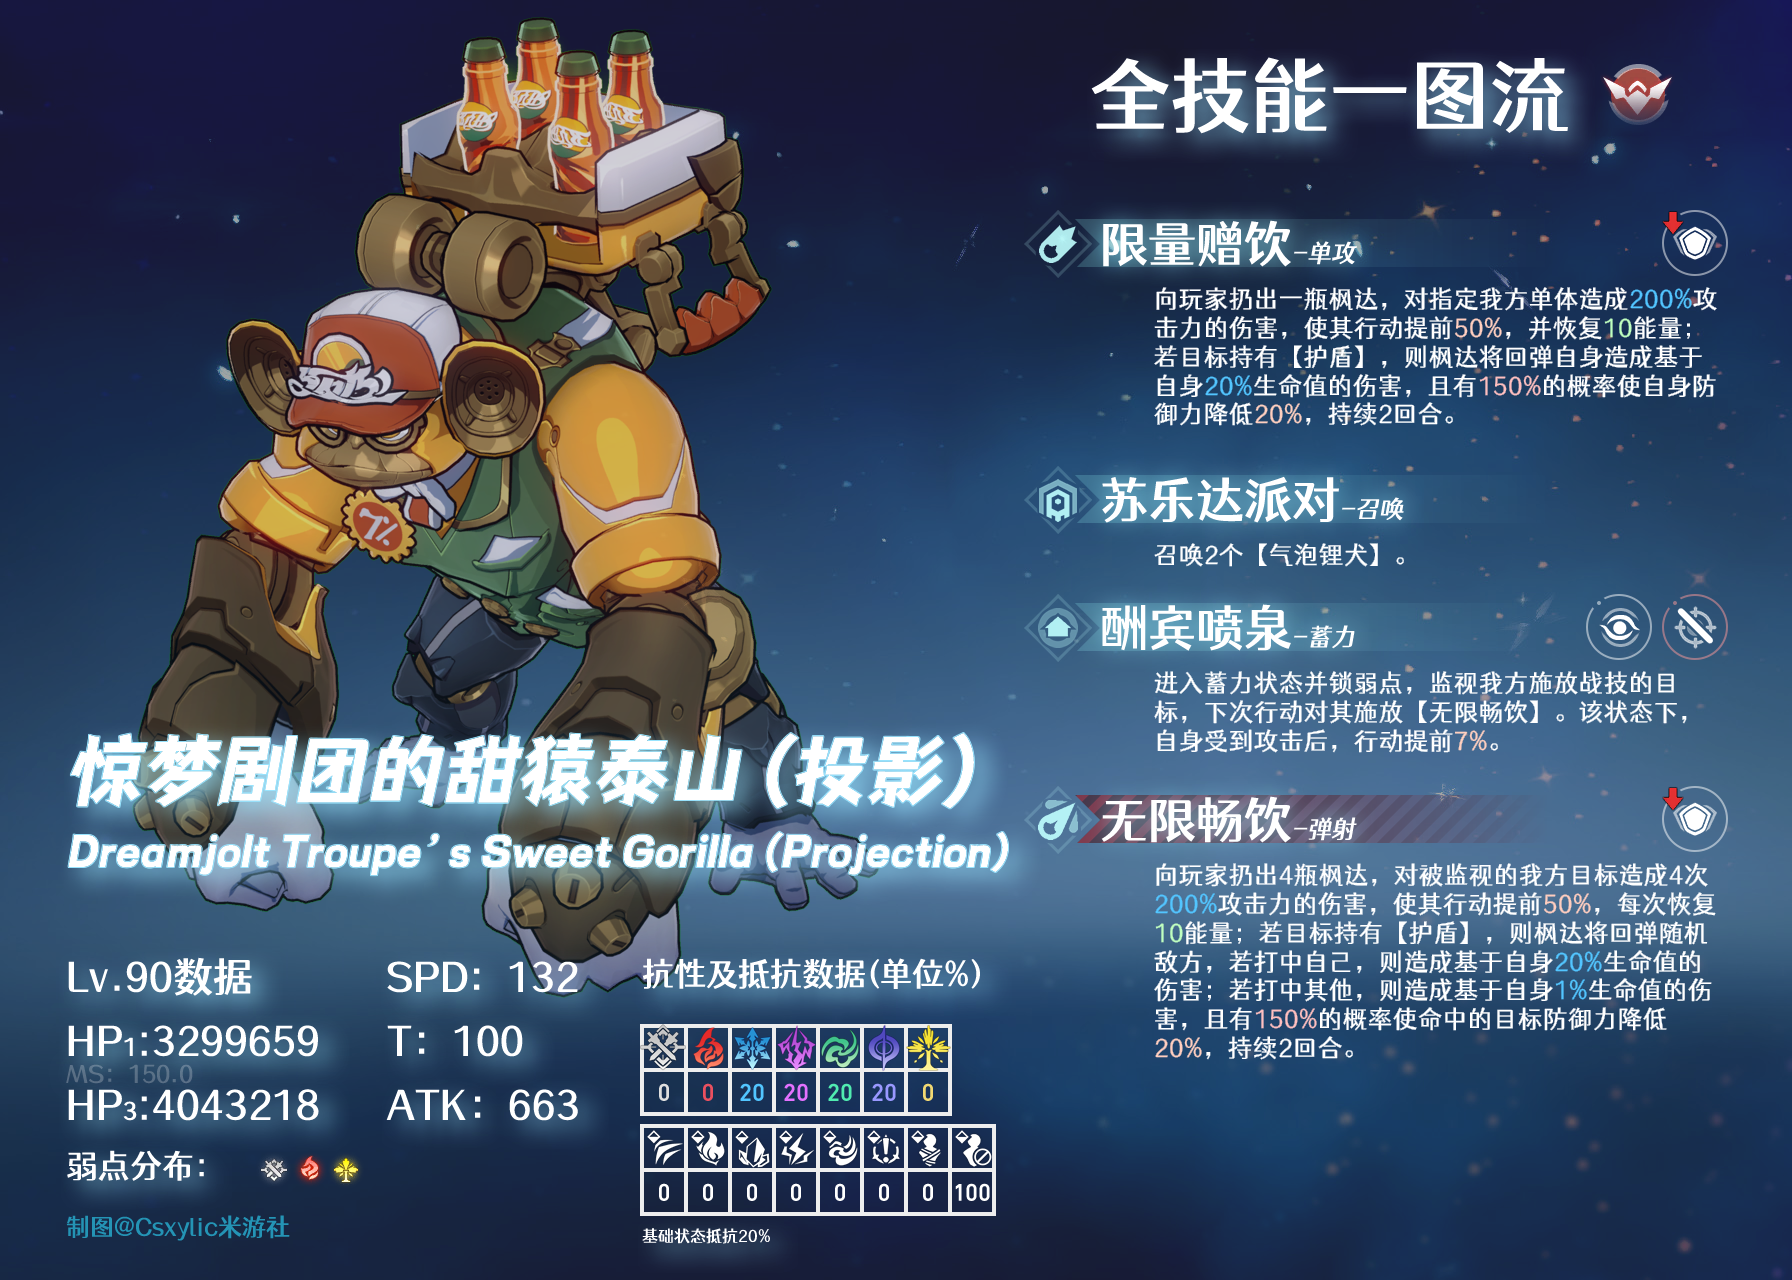 全技能一图流
限量赠饮-单攻
向玩家扔出一瓶枫达，对指定我方单体造成200%攻
击力的伤害，使其行动提前50%，并恢复10能量；
若目标持有【护盾】，则枫达将回弹自身造成基于
自身20%生命值的伤害，且有150%的概率使自身防
御力降低20%，持续2回合。
苏乐达派对-召唤
召唤2个【气泡锂犬】。
酬宾喷泉-蓄力
进入蓄力状态并锁弱点，监视我方施放战技的目
标，下次行动对其施放【无限畅饮】。该状态下，
自身受到攻击后，行动提前7%。
无限畅饮-弹射
向玩家扔出4瓶枫达，对被监视的我方目标造成4次
200%攻击力的伤害，使其行动提前50%，每次恢复
10能量；若目标持有【护盾】，则枫达将回弹随机
敌方，若打中自己，则造成基于自身20%生命值的
伤害；若打中其他，则造成基于自身1%生命值的伤
害，且有150%的概率使命中的目标防御力降低
20%，持续2回合。
7%
惊梦剧团的甜猿泰山（投影）
Dreamjolt Troupe’s Sweet Gorilla (Projection)
Lv.90数据
SPD：132
HP1:3299659
T：100
MS：150.0
HP3:4043218
ATK：663
弱点分布：
制图@Csxylic米游社
抗性及抵抗数据(单位%)
0 0 20 20 20 20 0
0 0 0 0 0 0 0 100
基础状态抵抗20%